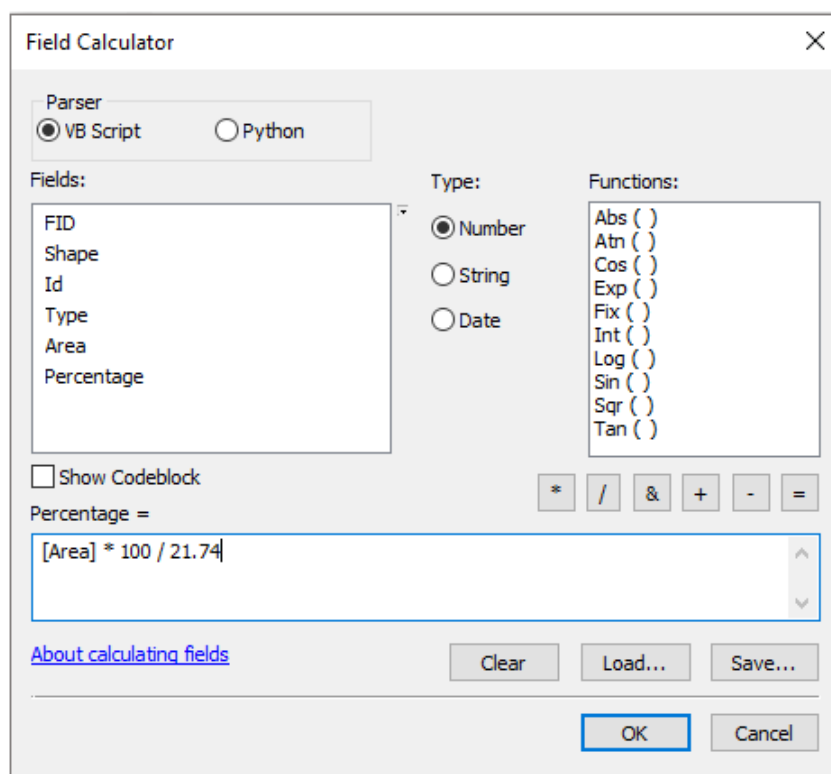 Field Calculator
Parser
VB Script
Python
Fields:
FID
Shape
Id
Type
Area
Percentage
Type:
Number
String
Date
Functions:
Abs ( )
Atn ( )
Cos ( )
Exp ( )
Fix ( )
Int ( )
Log ( )
Sin ( )
Sqr ( )
Tan ( )
Show Codeblock
* / & + - =
Percentage =
[Area] * 100 / 21.74
About calculating fields
Clear
Load...
Save...
OK
Cancel